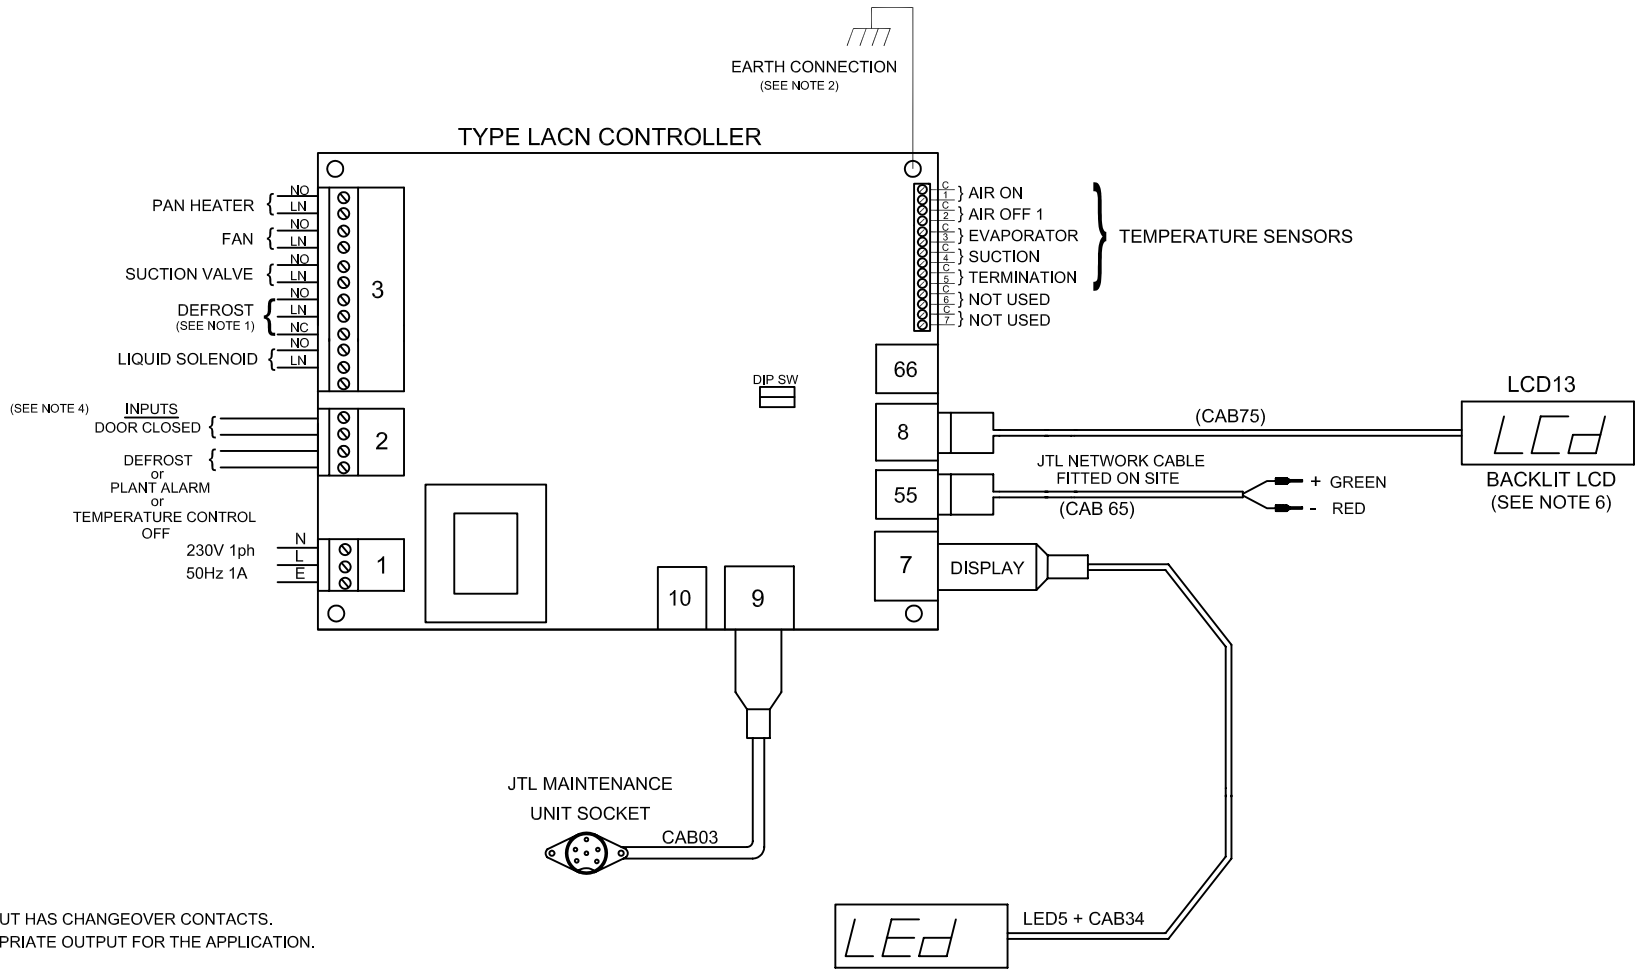 EARTH CONNECTION
(SEE NOTE 2)
TYPE LACN CONTROLLER
PAN HEATER
NO
LN
FAN
NO
LN
SUCTION VALVE
NO
LN
DEFROST
(SEE NOTE 1)
NO
LN
NC
LIQUID SOLENOID
NO
LN
3
C
1
AIR ON
C
2
AIR OFF 1
C
3
EVAPORATOR
C
4
SUCTION
C
5
TERMINATION
C
6
NOT USED
C
7
NOT USED
TEMPERATURE SENSORS
66
DIP SW
(SEE NOTE 4)
INPUTS
DOOR CLOSED
DEFROST
or
PLANT ALARM
or
TEMPERATURE CONTROL
OFF
2
8
(CAB75)
LCD13
LCd
BACKLIT LCD
(SEE NOTE 6)
55
JTL NETWORK CABLE
FITTED ON SITE
(CAB 65)
+ GREEN
- RED
230V 1ph
50Hz 1A
N
L
E
1
7
DISPLAY
10
9
JTL MAINTENANCE
UNIT SOCKET
CAB03
LEd
LED5 + CAB34
UT HAS CHANGEOVER CONTACTS.
PRIATE OUTPUT FOR THE APPLICATION.